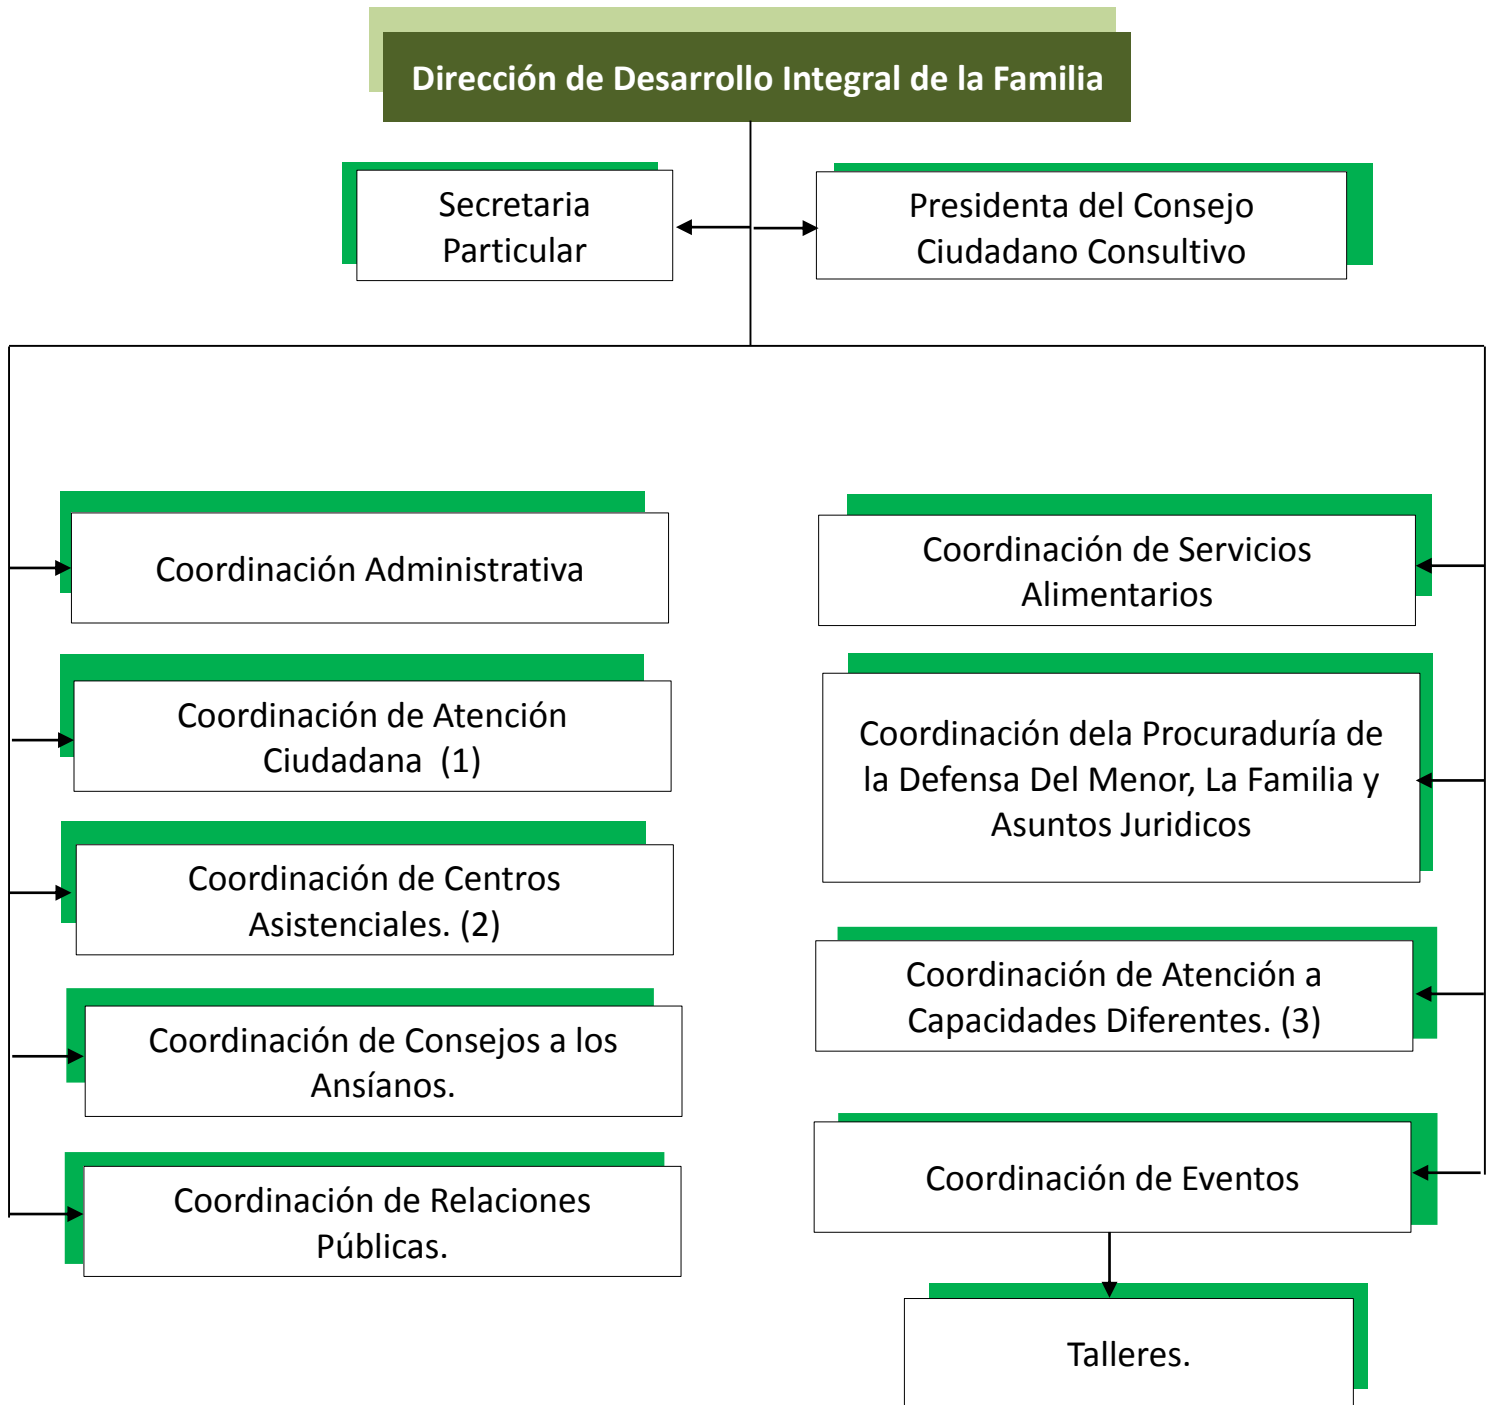 Dirección de Desarrollo Integral de la Familia
Secretaria
Particular
Presidenta del Consejo
Ciudadano Consultivo
Coordinación Administrativa
Coordinación de Atención
Ciudadana  (1)
Coordinación de Centros
Asistenciales. (2)
Coordinación de Consejos a los
Ansíanos.
Coordinación de Relaciones
Públicas.
Coordinación de Servicios
Alimentarios
Coordinación dela Procuraduría de
la Defensa Del Menor, La Familia y
Asuntos Juridicos
Coordinación de Atención a
Capacidades Diferentes. (3)
Coordinación de Eventos
Talleres.